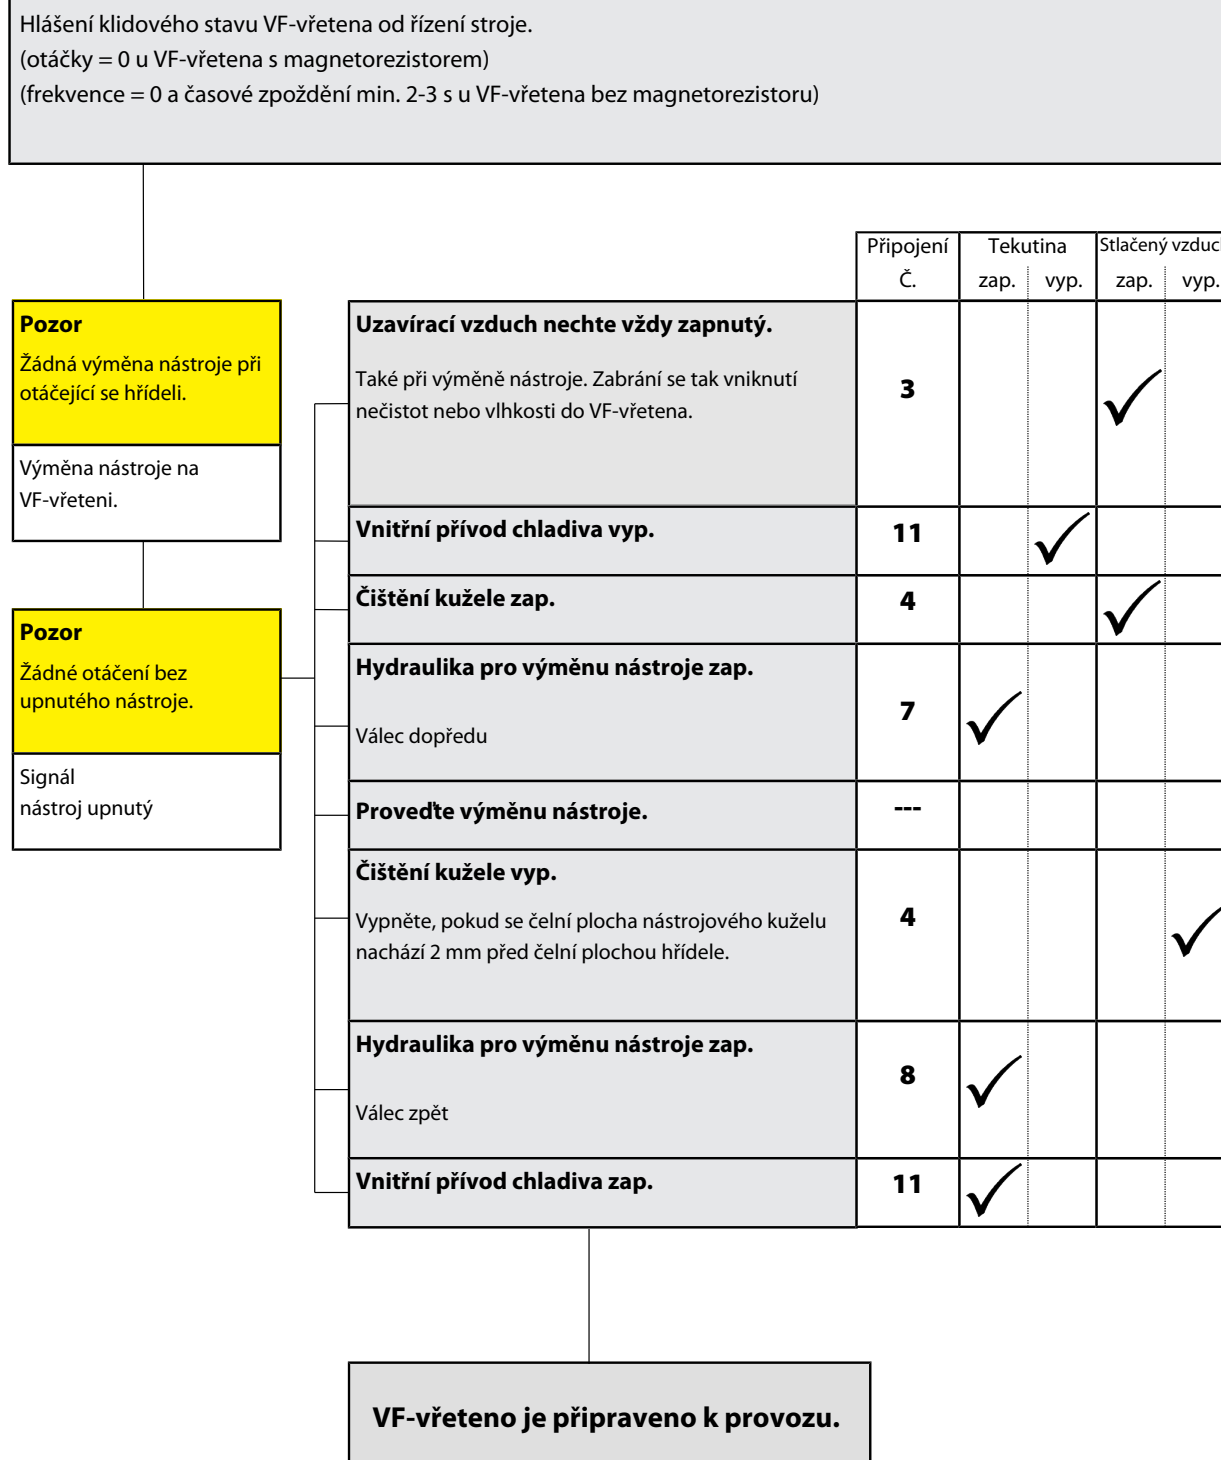 Hlášení klidového stavu VF-vřetena od řízení stroje.
(otáčky = 0 u VF-vřetena s magnetorezistorem)
(frekvence = 0 a časové zpoždění min. 2-3 s u VF-vřetena bez magnetorezistoru)
Připojení Tekutina Stlačený vzduch
Č. zap. vyp. zap. vyp.
Pozor
Žádná výměna nástroje při
otáčející se hřídeli.
Výměna nástroje na
VF-vřeteni.
Pozor
Žádné otáčení bez
upnutého nástroje.
Signál
nástroj upnutý
Uzavírací vzduch nechte vždy zapnutý.
Také při výměně nástroje. Zabrání se tak vniknutí
nečistot nebo vlhkosti do VF-vřetena.
3
Vnitřní přívod chladiva vyp.
11
Čištění kužele zap.
4
Hydraulika pro výměnu nástroje zap.
Válec dopředu
7
Proveďte výměnu nástroje.
---
Čištění kužele vyp.
Vypněte, pokud se čelní plocha nástrojového kuželu
nachází 2 mm před čelní plochou hřídele.
4
Hydraulika pro výměnu nástroje zap.
Válec zpět
8
Vnitřní přívod chladiva zap.
11
VF-vřeteno je připraveno k provozu.